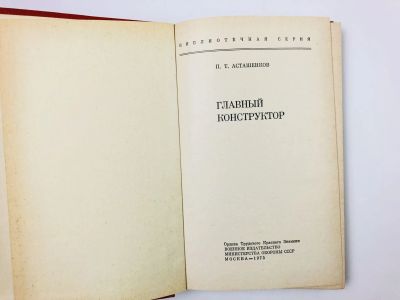 БИБЛИОТЕЧНАЯ СЕРИЯ
П. Т. АСТАШЕНКОВ
ГЛАВНЫЙ
КОНСТРУКТОР
Ордена Трудового Красного Знамени
ВОЕННОЕ ИЗДАТЕЛЬСТВО
МИНИСТЕРСТВА ОБОРОНЫ СССР
МОСКВА—1975